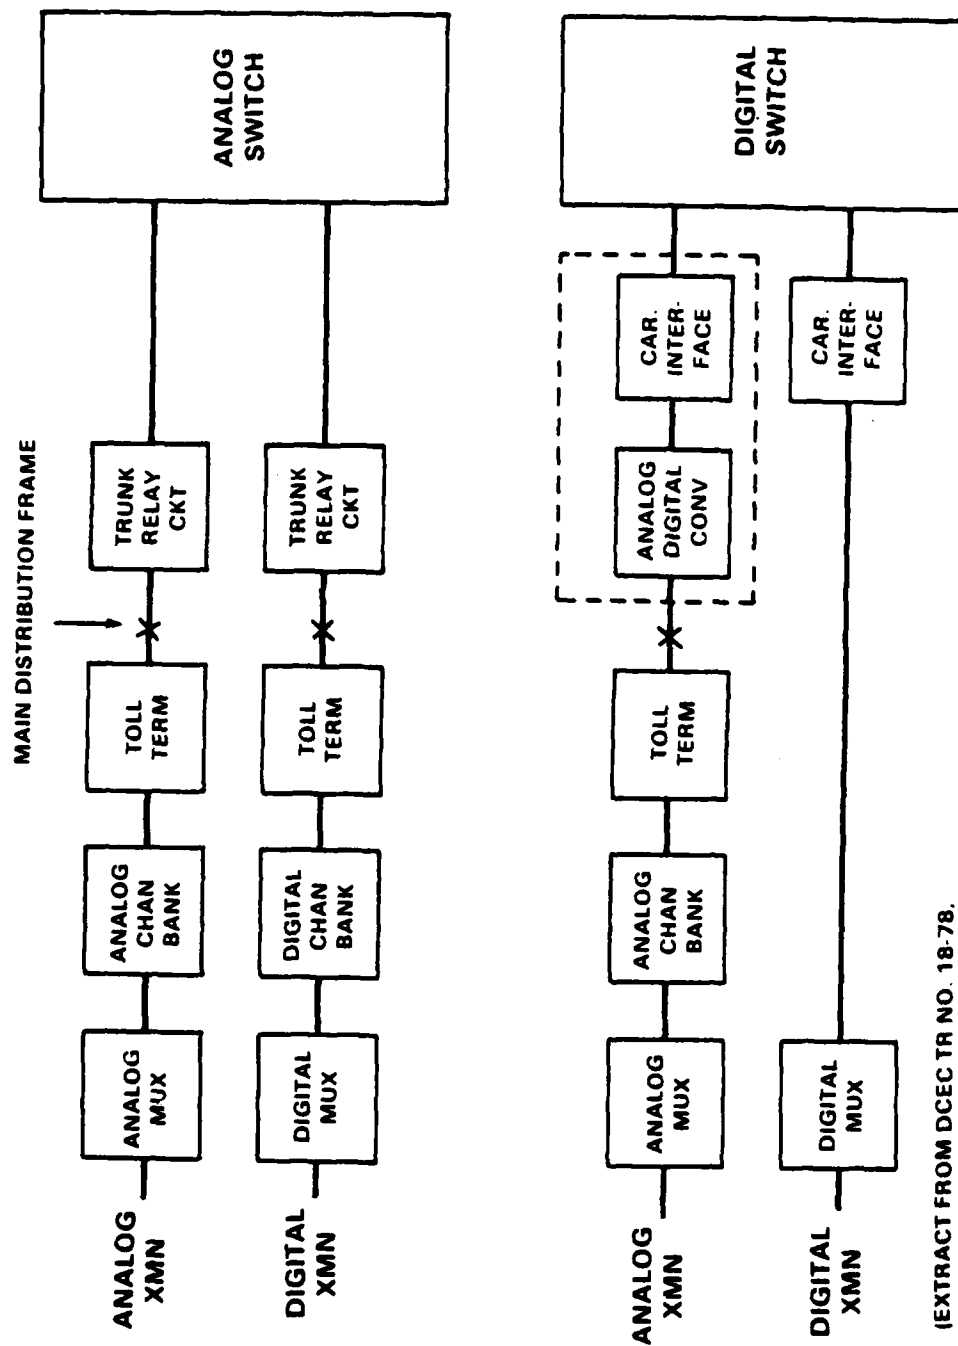 MAIN DISTRIBUTION FRAME
ANALOG
XMN
ANALOG
MUX
ANALOG
CHAN
BANK
TOLL
TERM
TRUNK
RELAY
CKT
ANALOG
SWITCH
DIGITAL
XMN
DIGITAL
MUX
DIGITAL
CHAN
BANK
TOLL
TERM
TRUNK
RELAY
CKT
ANALOG
XMN
ANALOG
MUX
ANALOG
CHAN
BANK
TOLL
TERM
ANALOG
DIGITAL
CONV
CAR.
INTER-
FACE
DIGITAL
SWITCH
DIGITAL
XMN
DIGITAL
MUX
CAR.
INTER-
FACE
(EXTRACT FROM DCEC TR NO. 18-78.